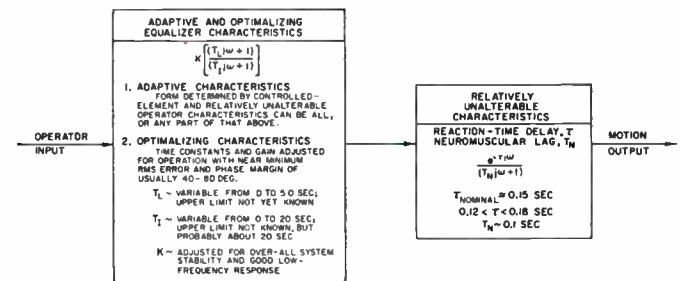 OPERATOR
INPUT
ADAPTIVE AND OPTIMALIZING
EQUALIZER CHARACTERISTICS
K[(T_L jω + 1)/(T_I jω + 1)]
1. ADAPTIVE CHARACTERISTICS
FORM DETERMINED BY CONTROLLED-
ELEMENT AND RELATIVELY UNALTERABLE
OPERATOR CHARACTERISTICS CAN BE ALL,
OR ANY PART OF THAT ABOVE.
2. OPTIMALIZING CHARACTERISTICS
TIME CONSTANTS AND GAIN ADJUSTED
FOR OPERATION WITH NEAR MINIMUM
RMS ERROR AND PHASE MARGIN OF
USUALLY 40-80 DEG.
T_L ~ VARIABLE FROM 0 TO 5.0 SEC;
UPPER LIMIT NOT YET KNOWN
T_I ~ VARIABLE FROM 0 TO 20 SEC;
UPPER LIMIT NOT KNOWN, BUT
PROBABLY ABOUT 20 SEC
K ~ ADJUSTED FOR OVER-ALL SYSTEM
STABILITY AND GOOD LOW-
FREQUENCY RESPONSE
RELATIVELY
UNALTERABLE
CHARACTERISTICS
REACTION-TIME DELAY, τ
NEUROMUSCULAR LAG, T_N
e^-τjω/(T_N jω+1)
τ_NOMINAL ≈ 0.15 SEC
0.12 < τ < 0.18 SEC
T_N ~ 0.1 SEC
MOTION
OUTPUT